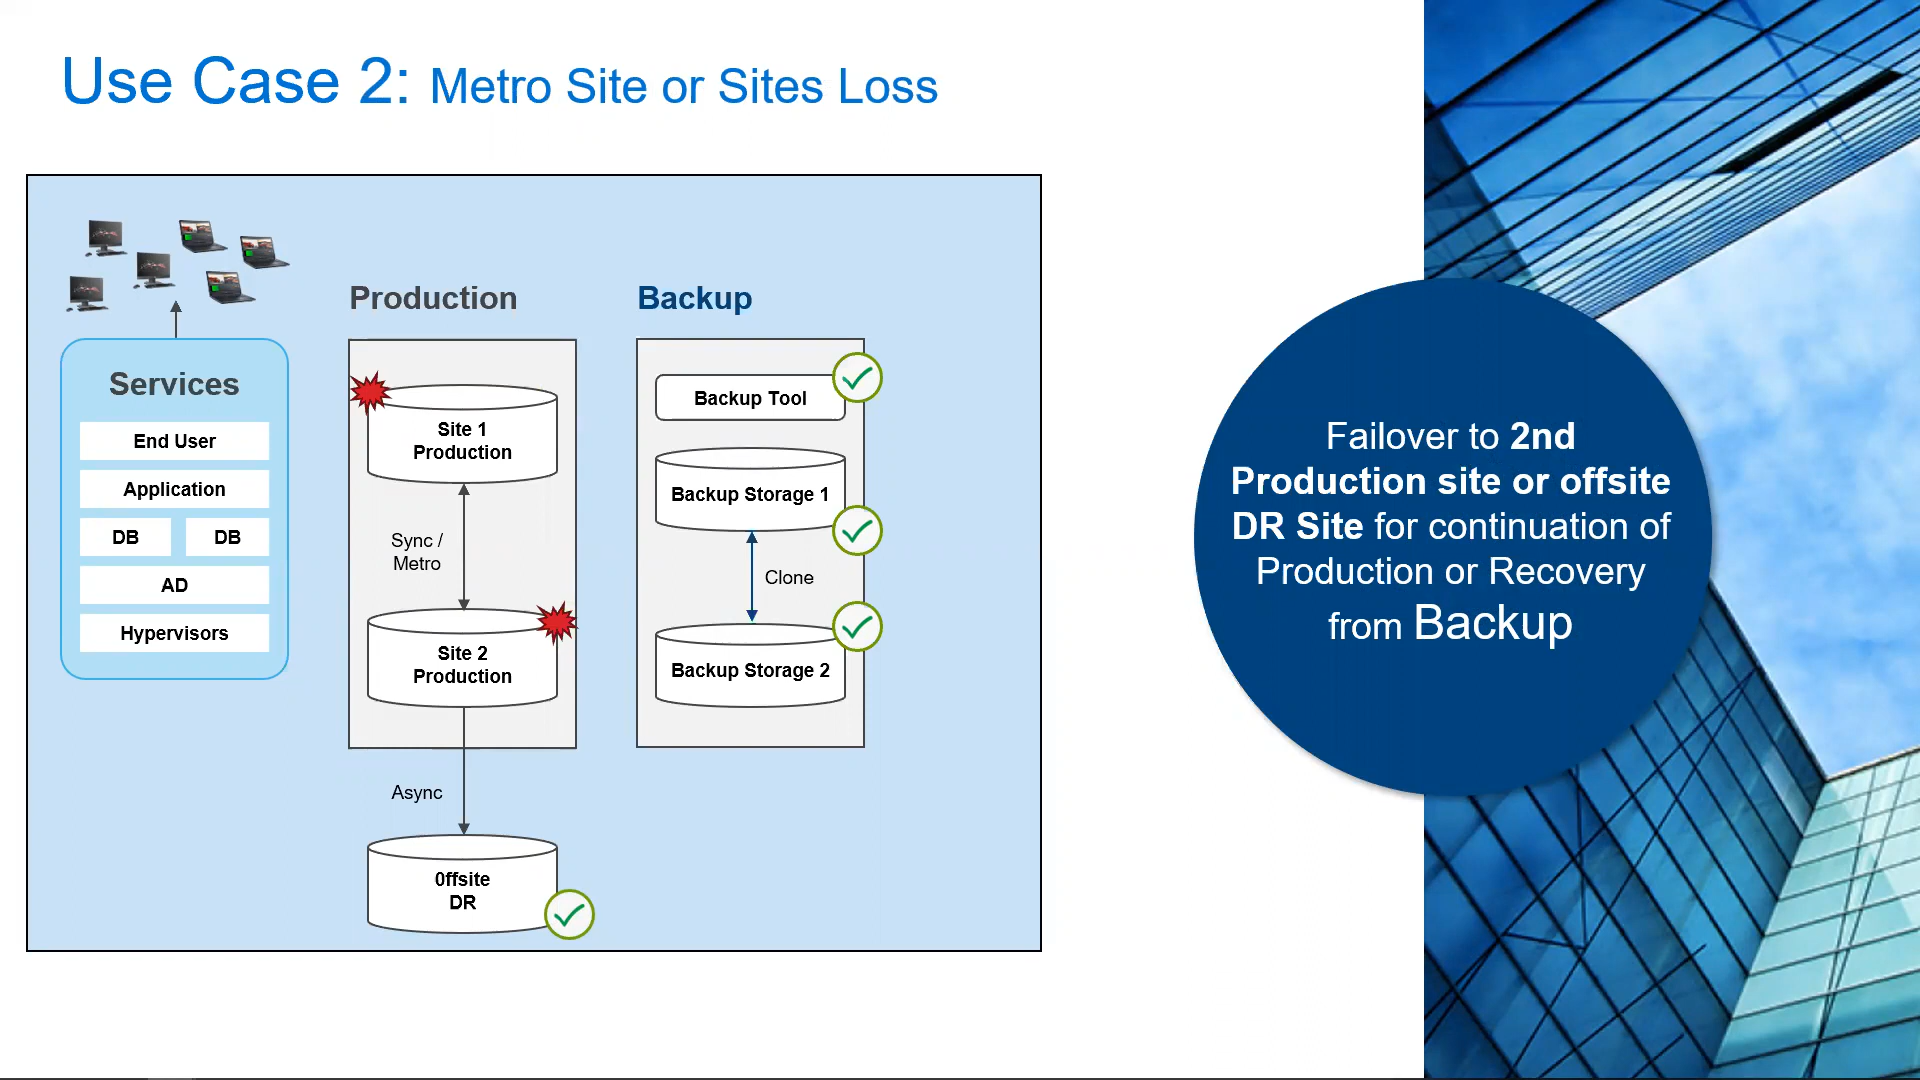 Use Case 2: Metro Site or Sites Loss
Production
Backup
Services
End User
Application
DB
DB
AD
Hypervisors
Site 1
Production
Sync /
Metro
Site 2
Production
Async
0ffsite
DR
Backup Tool
Backup Storage 1
Clone
Backup Storage 2
Failover to 2nd
Production site or offsite
DR Site for continuation of
Production or Recovery
from Backup